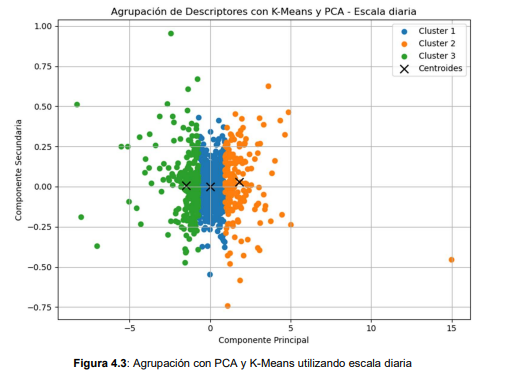 Agrupación de Descriptores con K-Means y PCA - Escala diaria
Cluster 1
Cluster 2
Cluster 3
Centroides
1.00
0.75
0.50
0.25
0.00
−0.25
−0.50
−0.75
Componente Secundaria
−5
0
5
10
15
Componente Principal
Figura 4.3: Agrupación con PCA y K-Means utilizando escala diaria